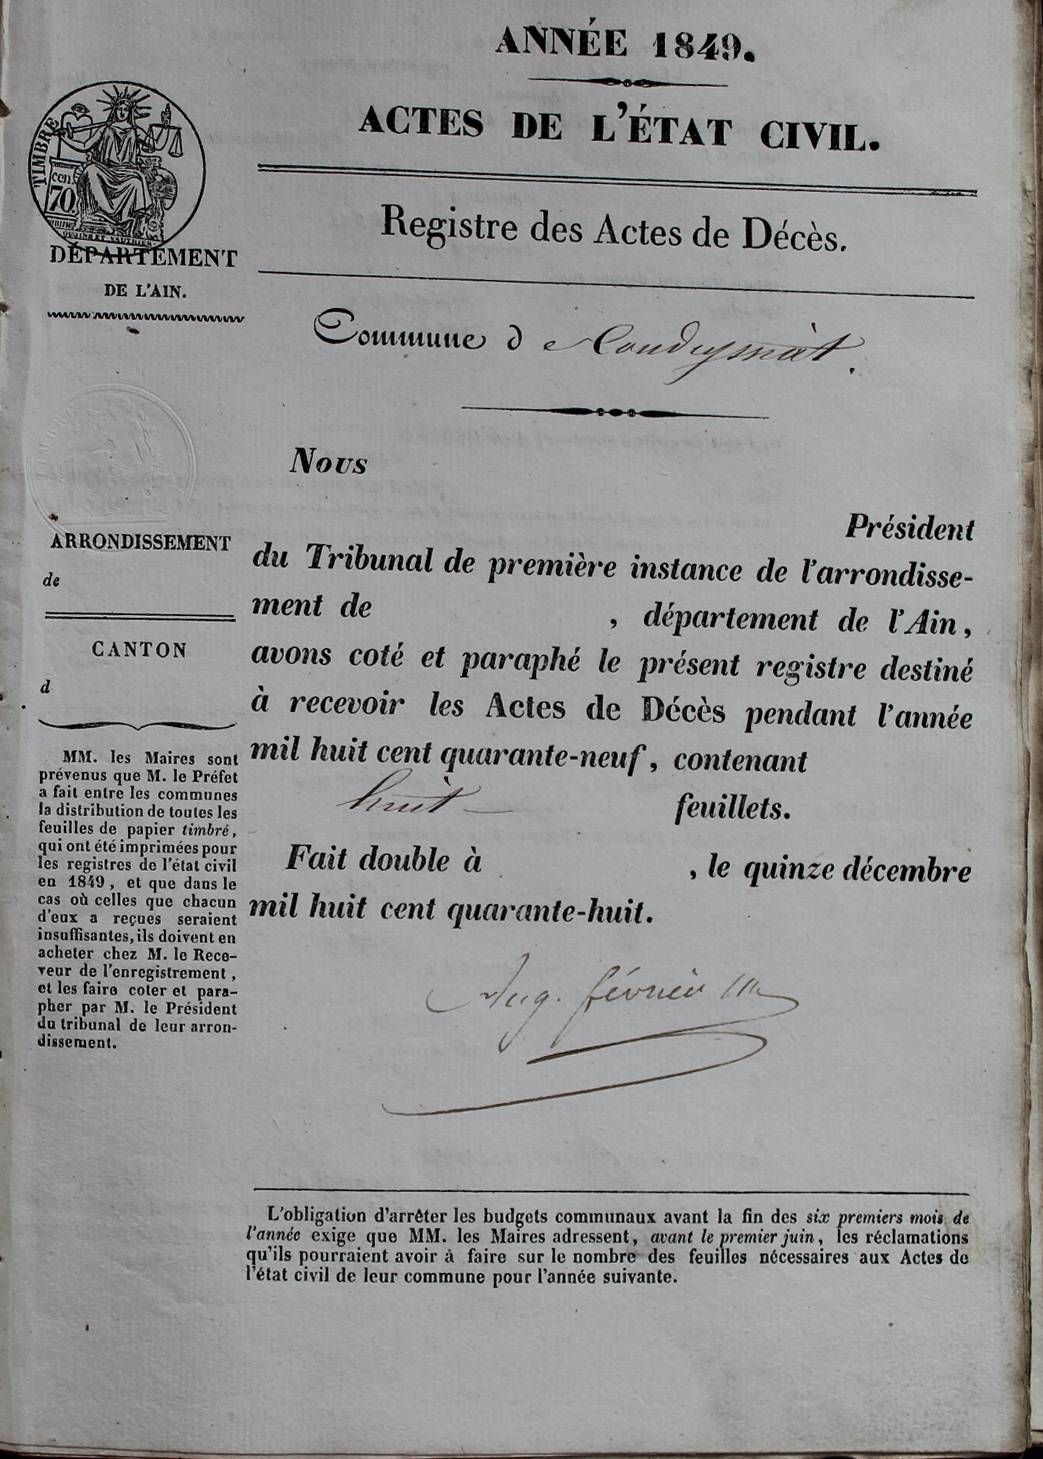 ANNÉE 1849.
ACTES DE L'ÉTAT CIVIL.
TIMBRE
cen.
70
DÉPARTEMENT
DE L'AIN.
Registre des Actes de Décès.
Commune de Condeyssiat.
Nous
Président
du Tribunal de première instance de l'arrondisse-
ment de , département de l'Ain,
avons coté et paraphé le présent registre destiné
à recevoir les Actes de Décès pendant l'année
mil huit cent quarante-neuf, contenant
huit feuillets.
Fait double à , le quinze décembre
mil huit cent quarante-huit.
Aug. février
ARRONDISSEMENT
de
CANTON
d
MM. les Maires sont
prévenus que M. le Préfet
a fait entre les communes
la distribution de toutes les
feuilles de papier timbré,
qui ont été imprimées pour
les registres de l'état civil
en 1849, et que dans le
cas où celles que chacun
d'eux a reçues seraient
insuffisantes, ils doivent en
acheter chez M. le Rece-
veur de l'enregistrement,
et les faire coter et para-
pher par M. le Président
du tribunal de leur arron-
dissement.
L'obligation d'arrêter les budgets communaux avant la fin des six premiers mois de
l'année exige que MM. les Maires adressent, avant le premier juin, les réclamations
qu'ils pourraient avoir à faire sur le nombre des feuilles nécessaires aux Actes de
l'état civil de leur commune pour l'année suivante.